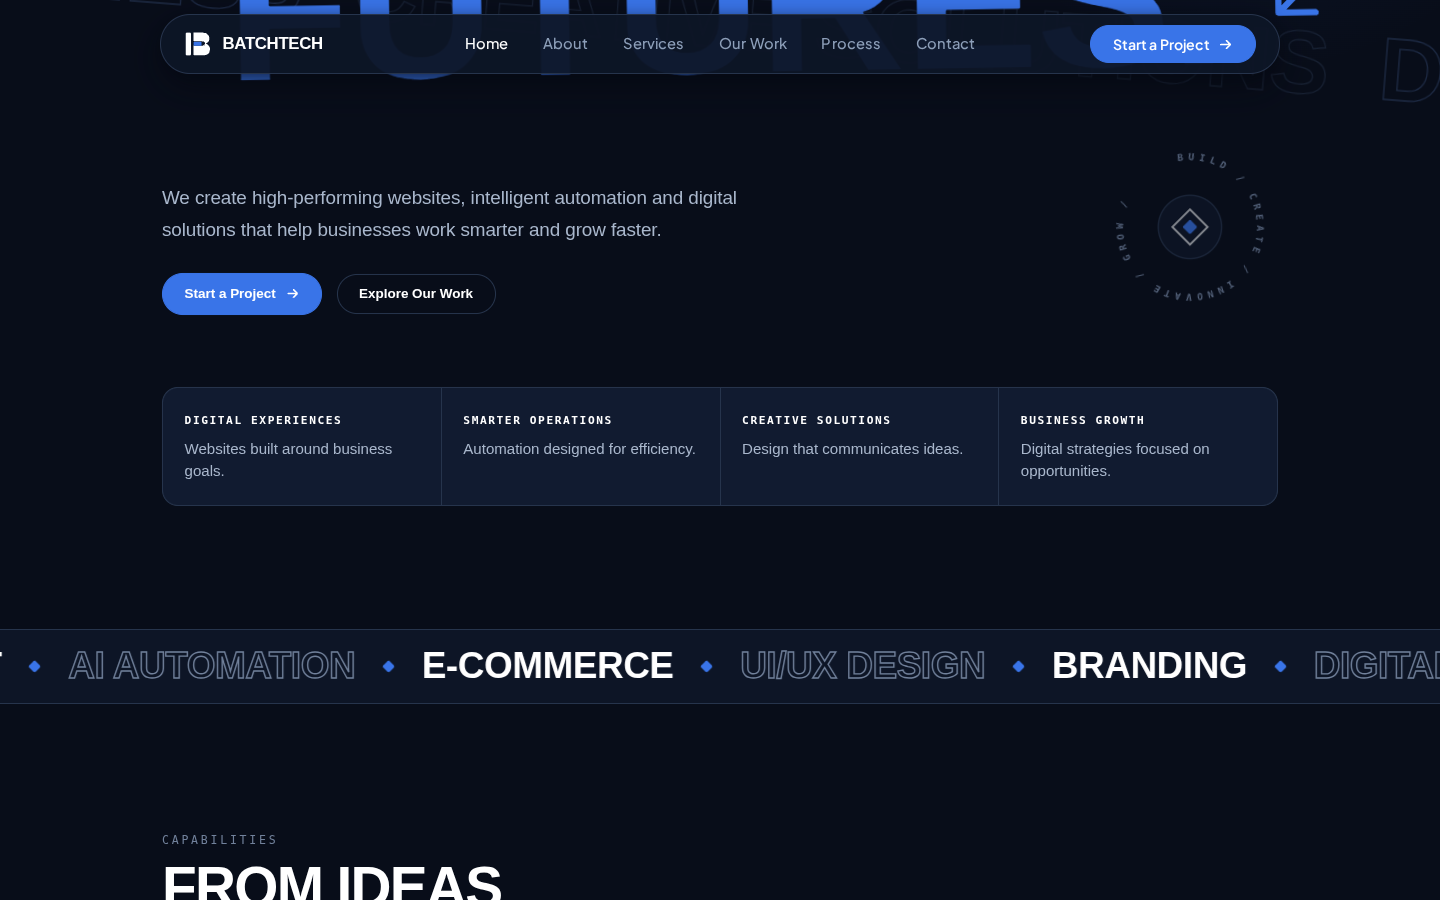 FUTURES
BATCHTECH
Home
About
Services
Our Work
Process
Contact
Start a Project
We create high-performing websites, intelligent automation and digital
solutions that help businesses work smarter and grow faster.
BUILD / CREATE / INNOVATE / GROW /
Start a Project
Explore Our Work
DIGITAL EXPERIENCES
Websites built around business
goals.
SMARTER OPERATIONS
Automation designed for efficiency.
CREATIVE SOLUTIONS
Design that communicates ideas.
BUSINESS GROWTH
Digital strategies focused on
opportunities.
AI AUTOMATION
E-COMMERCE
UI/UX DESIGN
BRANDING
DIGITAL
CAPABILITIES
FROM IDEAS